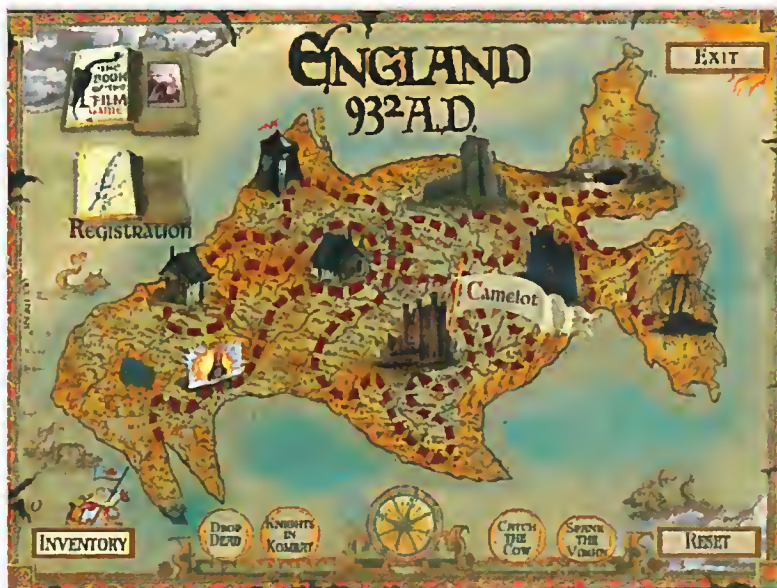 ENGLAND
932 A.D.
EXIT
THE
BOOK
OF THE
FILM
GAME
REGISTRATION
Camelot
INVENTORY
DROP
DEAD
KNIGHTS
IN
KOMBAT
CATCH
THE
COW
SPANK
THE
RESET